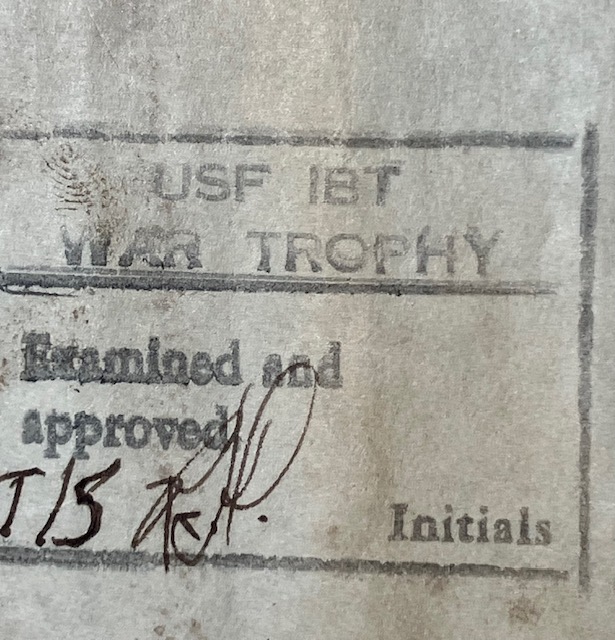 USF IBT
WAR TROPHY
Examined and
approved
Initials